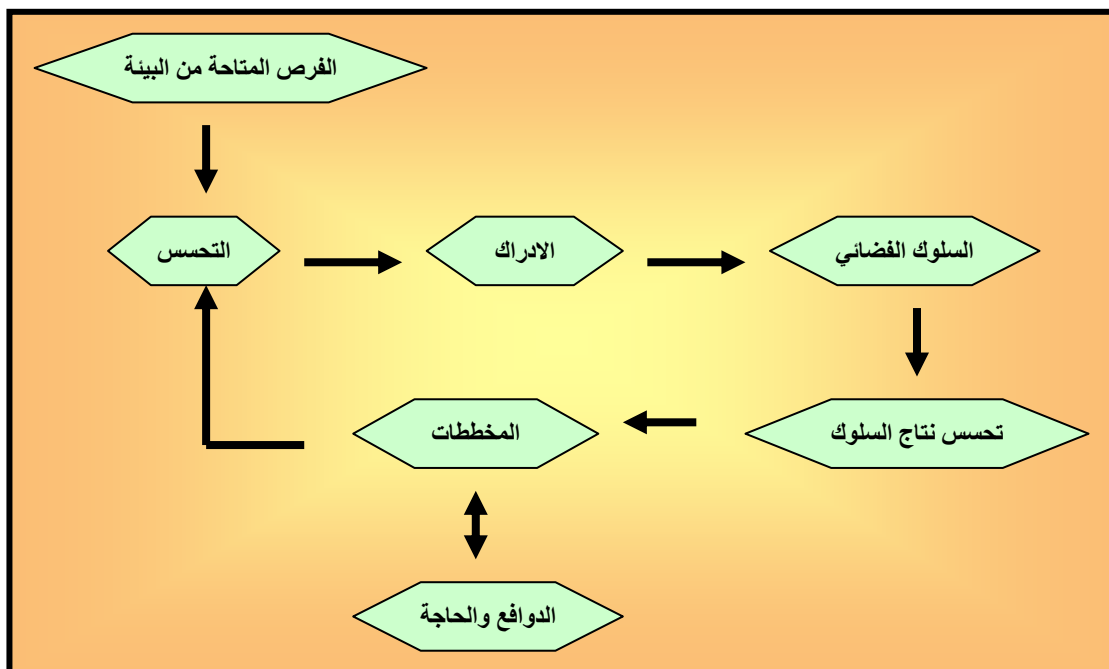 الفرص المتاحة من البيئة
التحسس
الادراك
السلوك الفضائي
تحسس نتاج السلوك
المخططات
الدوافع والحاجة